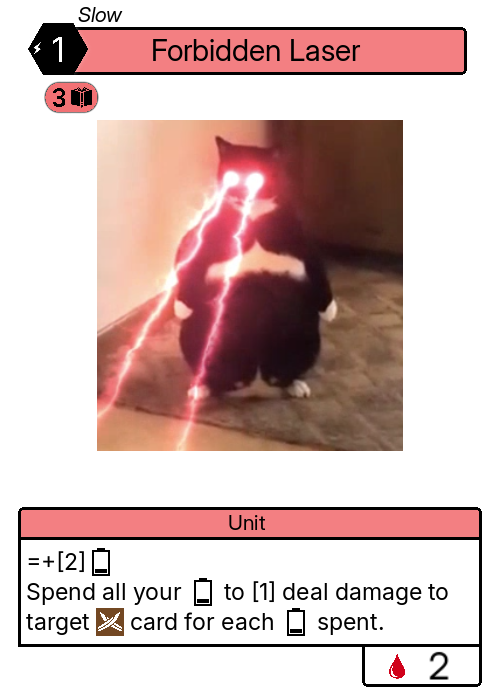 Slow
1
Forbidden Laser
3
Unit
=+[2]
Spend all your to [1] deal damage to
target card for each spent.
2